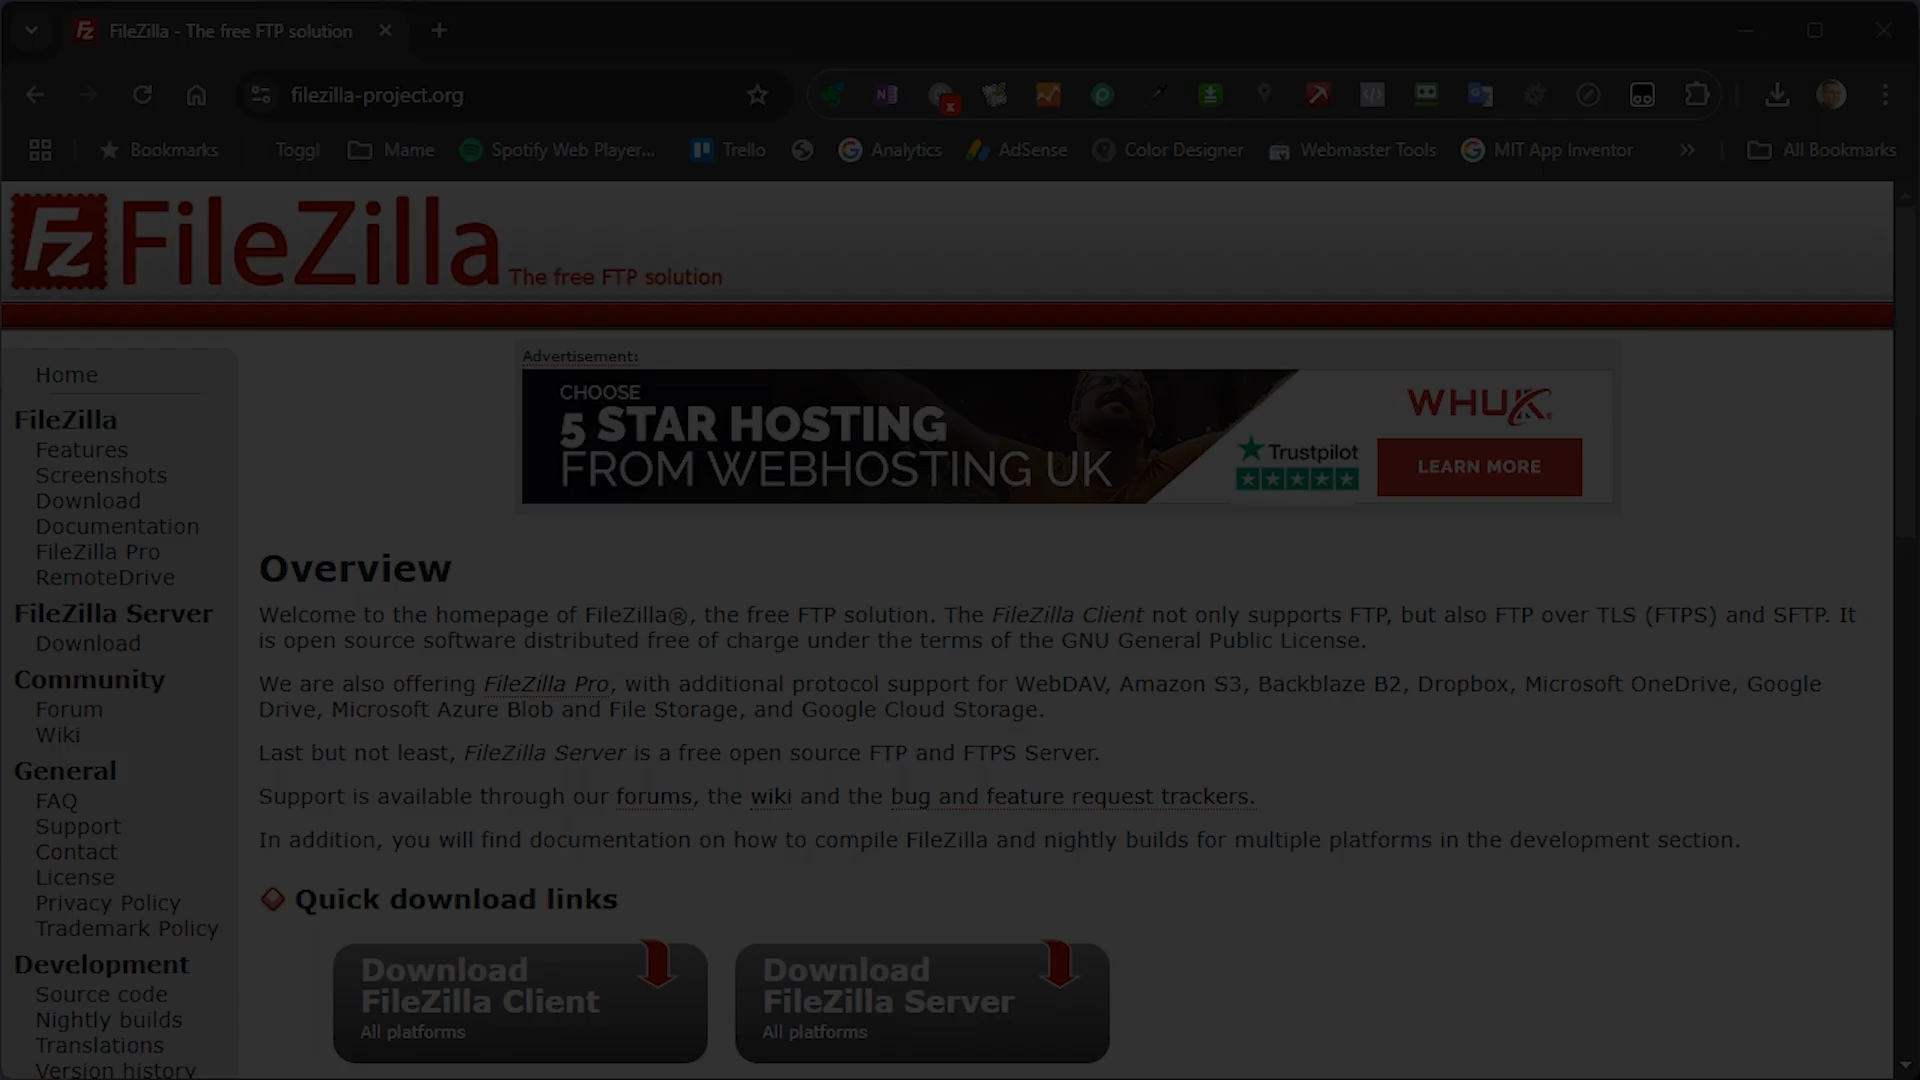 FileZilla - The free FTP solution
filezilla-project.org
Bookmarks
Toggl
Mame
Spotify Web Player...
Trello
Analytics
AdSense
Color Designer
Webmaster Tools
MIT App Inventor
All Bookmarks
FileZilla
The free FTP solution
Home
FileZilla
Features
Screenshots
Download
Documentation
FileZilla Pro
RemoteDrive
FileZilla Server
Download
Community
Forum
Wiki
General
FAQ
Support
Contact
License
Privacy Policy
Trademark Policy
Development
Source code
Nightly builds
Translations
Version history
Advertisement:
CHOOSE
5 STAR HOSTING
FROM WEBHOSTING UK
Trustpilot
WHUK
LEARN MORE
Overview
Welcome to the homepage of FileZilla®, the free FTP solution. The FileZilla Client not only supports FTP, but also FTP over TLS (FTPS) and SFTP. It
is open source software distributed free of charge under the terms of the GNU General Public License.
We are also offering FileZilla Pro, with additional protocol support for WebDAV, Amazon S3, Backblaze B2, Dropbox, Microsoft OneDrive, Google
Drive, Microsoft Azure Blob and File Storage, and Google Cloud Storage.
Last but not least, FileZilla Server is a free open source FTP and FTPS Server.
Support is available through our forums, the wiki and the bug and feature request trackers.
In addition, you will find documentation on how to compile FileZilla and nightly builds for multiple platforms in the development section.
Quick download links
Download
FileZilla Client
All platforms
Download
FileZilla Server
All platforms